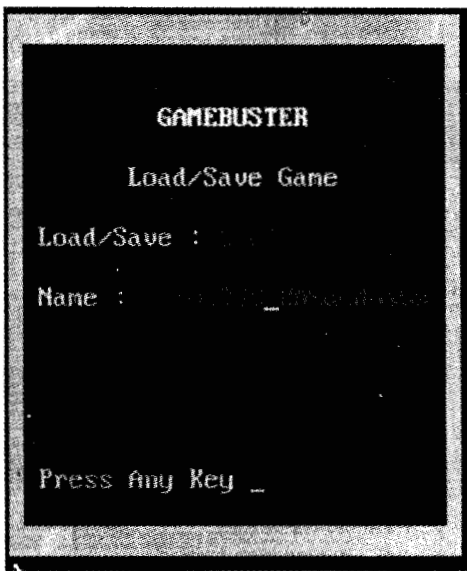 GAMEBUSTER
Load/Save Game
Load/Save :
Name :
Press Any Key _